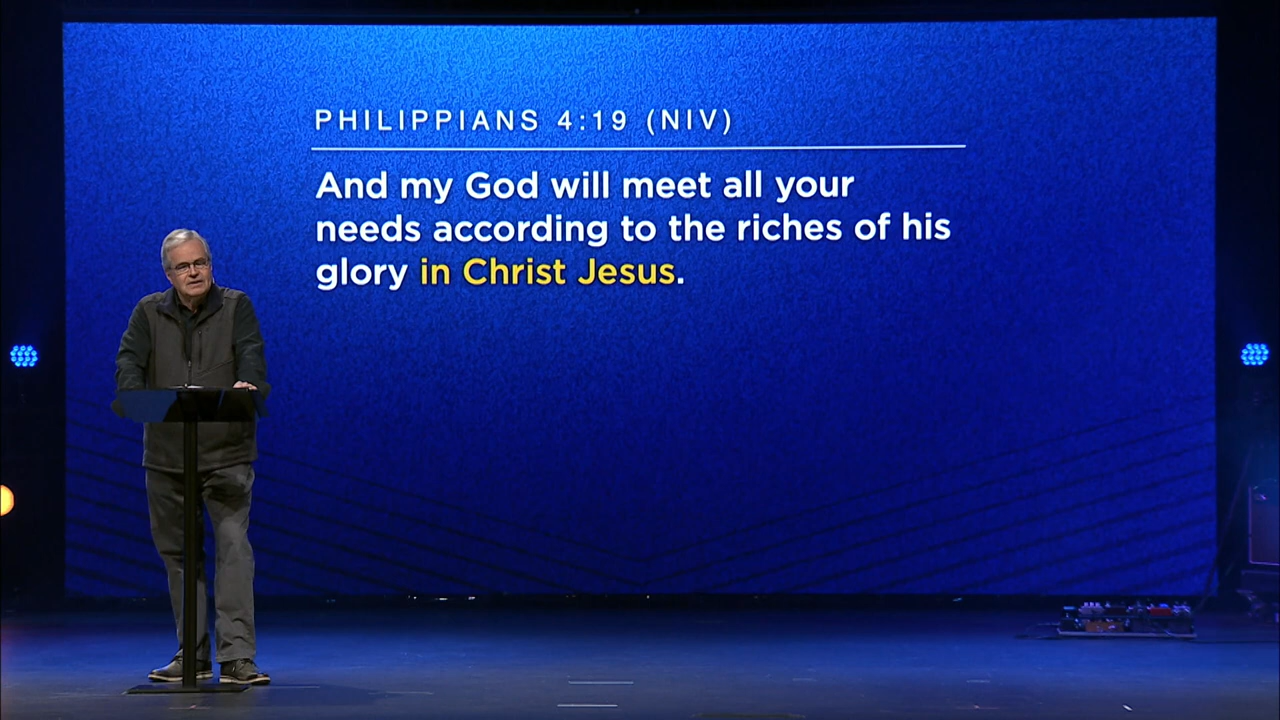 PHILIPPIANS 4:19 (NIV)
And my God will meet all your
needs according to the riches of his
glory in Christ Jesus.